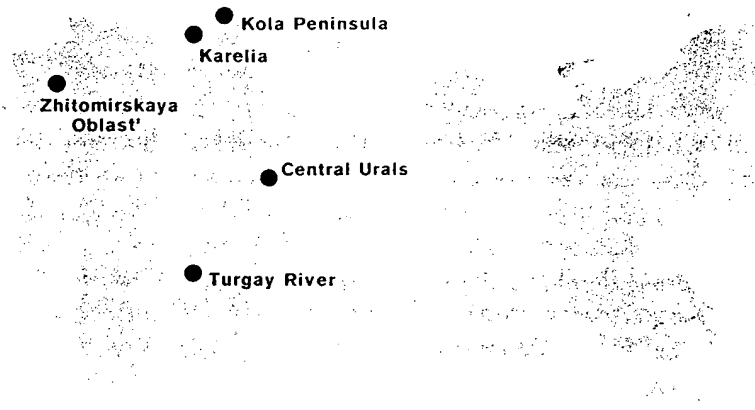 Kola Peninsula
Karelia
Zhitomirskaya
Oblast'
Central Urals
Turgay River